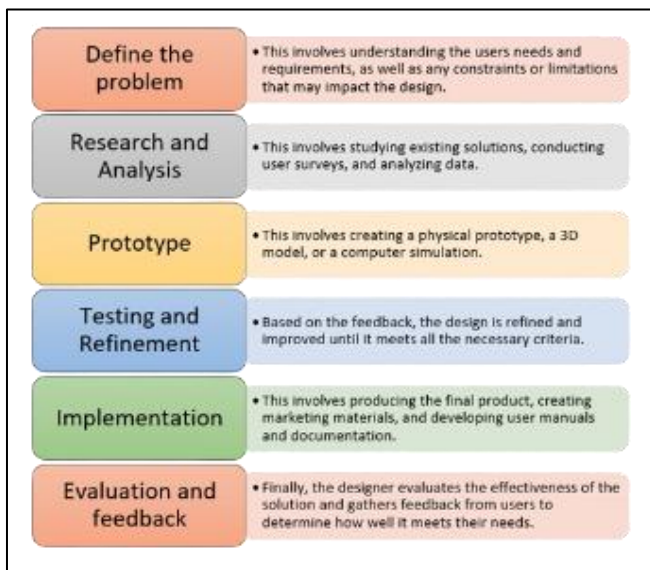 Define the
problem
• This involves understanding the users needs and
requirements, as well as any constraints or limitations
that may impact the design.
Research and
Analysis
• This involves studying existing solutions, conducting
user surveys, and analyzing data.
Prototype
• This involves creating a physical prototype, a 3D
model, or a computer simulation.
Testing and
Refinement
• Based on the feedback, the design is refined and
improved until it meets all the necessary criteria.
Implementation
• This involves producing the final product, creating
marketing materials, and developing user manuals
and documentation.
Evaluation and
feedback
• Finally, the designer evaluates the effectiveness of the
solution and gathers feedback from users to
determine how well it meets their needs.